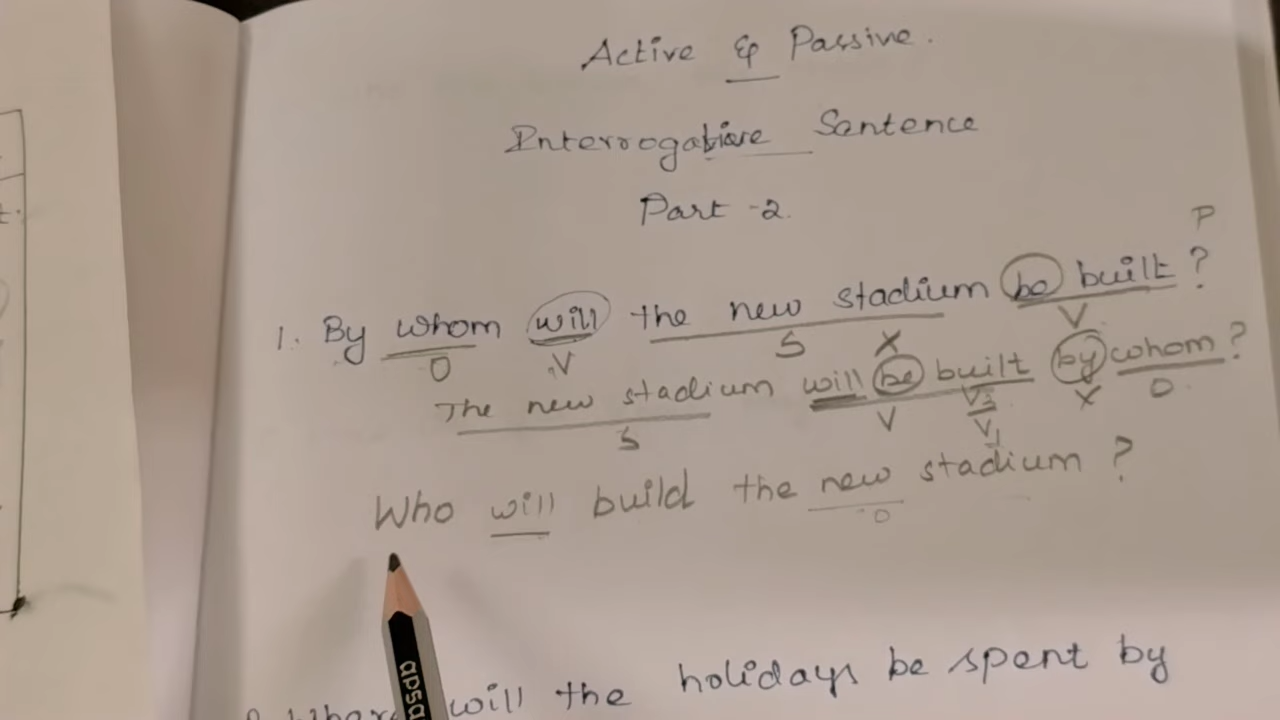 Active & Passive.
Interrogative Sentence
Part -2.
P
1. By whom will the new stadium be built?
O V S X V
The new stadium will be built by whom?
S V V3 X O
V1
Who will build the new stadium?
O
will the holidays be spent by
apsa